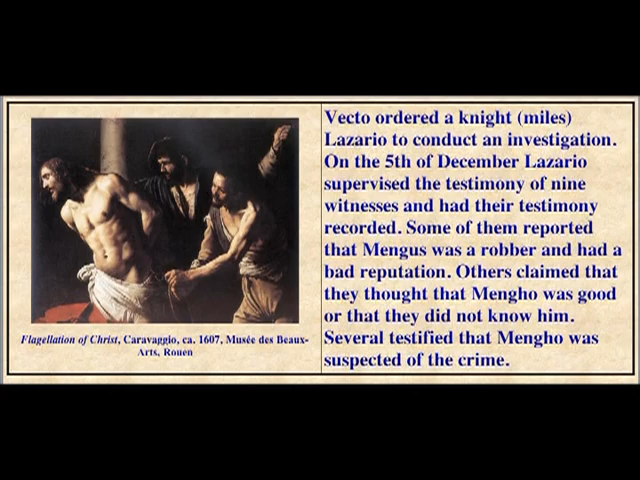 Flagellation of Christ, Caravaggio, ca. 1607, Musée des Beaux-
Arts, Rouen
Vecto ordered a knight (miles)
Lazario to conduct an investigation.
On the 5th of December Lazario
supervised the testimony of nine
witnesses and had their testimony
recorded. Some of them reported
that Mengus was a robber and had a
bad reputation. Others claimed that
they thought that Mengho was good
or that they did not know him.
Several testified that Mengho was
suspected of the crime.